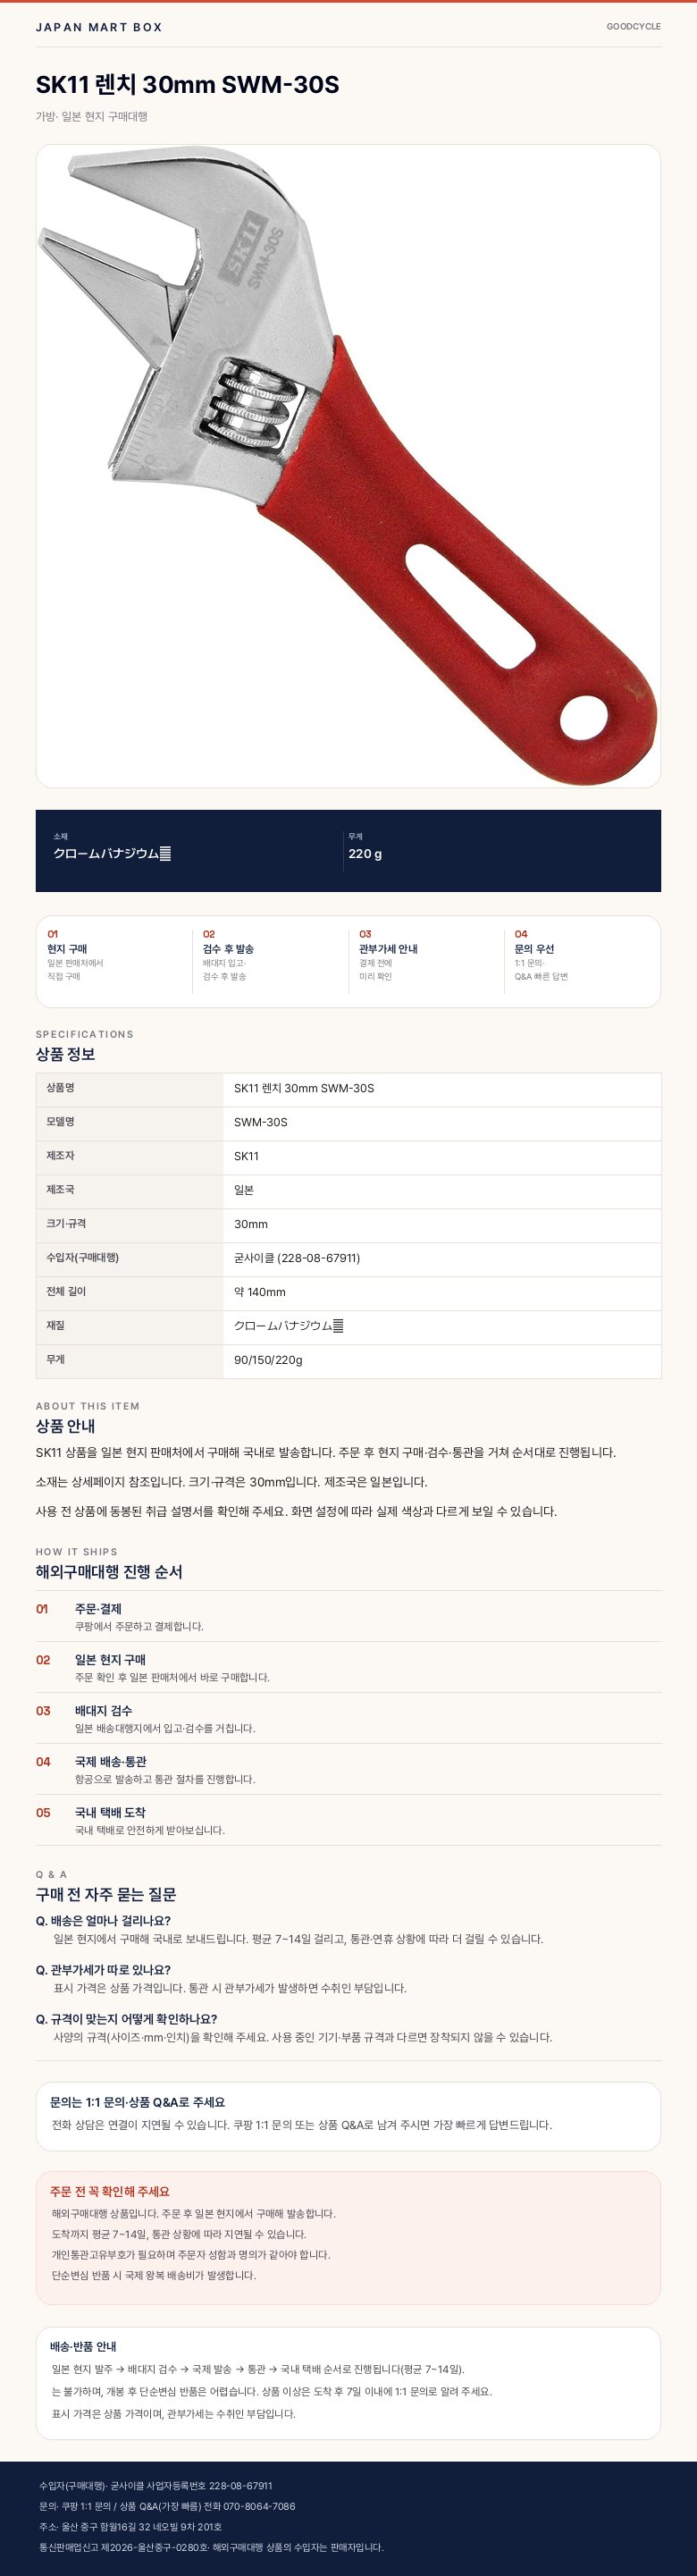 JAPAN MART BOX
GOODCYCLE
SK11 렌치 30mm SWM-30S
가방· 일본 현지 구매대행
SK11
SWM-30S
소재
クロームバナジウム
무게
220 g
01
현지 구매
일본 판매처에서
직접 구매
02
검수 후 발송
배대지 입고·
검수 후 발송
03
관부가세 안내
결제 전에
미리 확인
04
문의 우선
1:1 문의·
Q&A 빠른 답변
SPECIFICATIONS
상품 정보
상품명 SK11 렌치 30mm SWM-30S
모델명 SWM-30S
제조자 SK11
제조국 일본
크기·규격 30mm
수입자(구매대행) 굳사이클 (228-08-67911)
전체 길이 약 140mm
재질 クロームバナジウム
무게 90/150/220g
ABOUT THIS ITEM
상품 안내
SK11 상품을 일본 현지 판매처에서 구매해 국내로 발송합니다. 주문 후 현지 구매·검수·통관을 거쳐 순서대로 진행됩니다.
소재는 상세페이지 참조입니다. 크기·규격은 30mm입니다. 제조국은 일본입니다.
사용 전 상품에 동봉된 취급 설명서를 확인해 주세요. 화면 설정에 따라 실제 색상과 다르게 보일 수 있습니다.
HOW IT SHIPS
해외구매대행 진행 순서
01 주문·결제
쿠팡에서 주문하고 결제합니다.
02 일본 현지 구매
주문 확인 후 일본 판매처에서 바로 구매합니다.
03 배대지 검수
일본 배송대행지에서 입고·검수를 거칩니다.
04 국제 배송·통관
항공으로 발송하고 통관 절차를 진행합니다.
05 국내 택배 도착
국내 택배로 안전하게 받아보십니다.
Q & A
구매 전 자주 묻는 질문
Q. 배송은 얼마나 걸리나요?
일본 현지에서 구매해 국내로 보내드립니다. 평균 7~14일 걸리고, 통관·연휴 상황에 따라 더 걸릴 수 있습니다.
Q. 관부가세가 따로 있나요?
표시 가격은 상품 가격입니다. 통관 시 관부가세가 발생하면 수취인 부담입니다.
Q. 규격이 맞는지 어떻게 확인하나요?
사양의 규격(사이즈·mm·인치)을 확인해 주세요. 사용 중인 기기·부품 규격과 다르면 장착되지 않을 수 있습니다.
문의는 1:1 문의·상품 Q&A로 주세요
전화 상담은 연결이 지연될 수 있습니다. 쿠팡 1:1 문의 또는 상품 Q&A로 남겨 주시면 가장 빠르게 답변드립니다.
주문 전 꼭 확인해 주세요
해외구매대행 상품입니다. 주문 후 일본 현지에서 구매해 발송합니다.
도착까지 평균 7~14일, 통관 상황에 따라 지연될 수 있습니다.
개인통관고유부호가 필요하며 주문자 성함과 명의가 같아야 합니다.
단순변심 반품 시 국제 왕복 배송비가 발생합니다.
배송·반품 안내
일본 현지 발주 → 배대지 검수 → 국제 발송 → 통관 → 국내 택배 순서로 진행됩니다(평균 7~14일).
는 불가하며, 개봉 후 단순변심 반품은 어렵습니다. 상품 이상은 도착 후 7일 이내에 1:1 문의로 알려 주세요.
표시 가격은 상품 가격이며, 관부가세는 수취인 부담입니다.
수입자(구매대행)· 굳사이클 사업자등록번호 228-08-67911
문의· 쿠팡 1:1 문의 / 상품 Q&A(가장 빠름) 전화 070-8064-7086
주소· 울산 중구 함월16길 32 네오빌 9차 201호
통신판매업신고 제2026-울산중구-0280호· 해외구매대행 상품의 수입자는 판매자입니다.